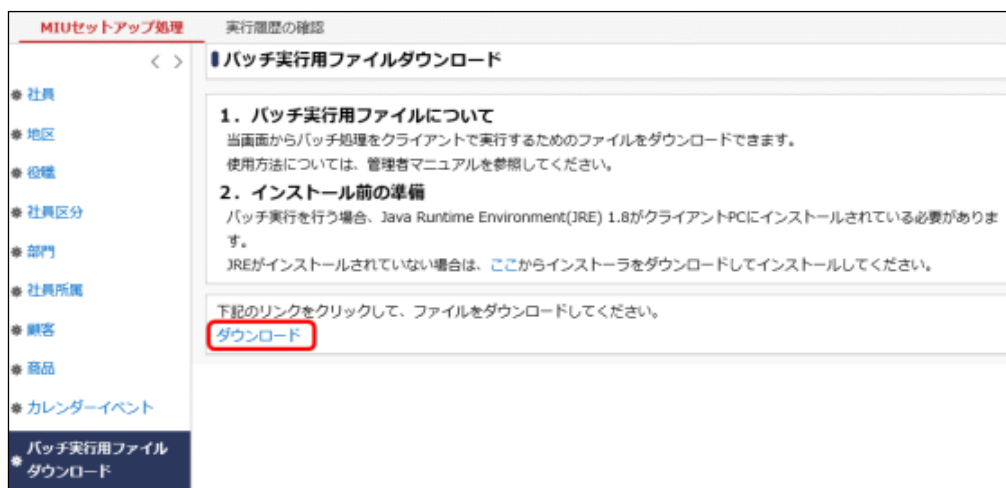 MIUセットアップ処理
実行履歴の確認
< >
社員
地区
役職
社員区分
部門
社員所属
顧客
商品
カレンダーイベント
バッチ実行用ファイル
ダウンロード
バッチ実行用ファイルダウンロード
1．バッチ実行用ファイルについて
当画面からバッチ処理をクライアントで実行するためのファイルをダウンロードできます。
使用方法については、管理者マニュアルを参照してください。
2．インストール前の準備
バッチ実行を行う場合、Java Runtime Environment(JRE) 1.8がクライアントPCにインストールされている必要がありま
す。
JREがインストールされていない場合は、ここからインストーラをダウンロードしてインストールしてください。
下記のリンクをクリックして、ファイルをダウンロードしてください。
ダウンロード